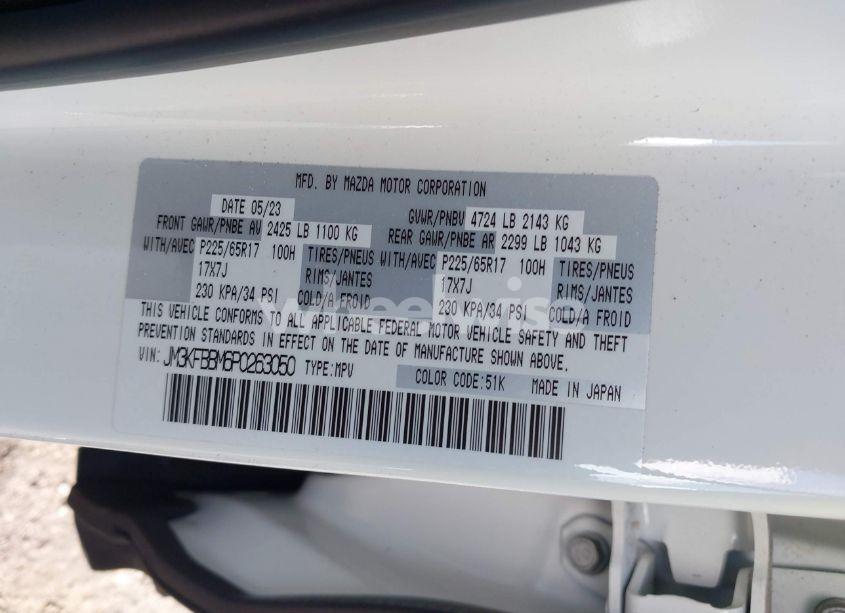 MFD. BY MAZDA MOTOR CORPORATION
DATE 05/23 GVWR/PNBV 4724 LB 2143 KG
FRONT GAWR/PNBE AV 2425 LB 1100 KG REAR GAWR/PNBE AR 2299 LB 1043 KG
WITH/AVEC P225/65R17 100H TIRES/PNEUS WITH/AVEC P225/65R17 100H TIRES/PNEUS
17X7J RIMS/JANTES 17X7J RIMS/JANTES
230 KPA/34 PSI COLD/A FROID 230 KPA/34 PSI COLD/A FROID
wheelwise
THIS VEHICLE CONFORMS TO ALL APPLICABLE FEDERAL MOTOR VEHICLE SAFETY AND THEFT
PREVENTION STANDARDS IN EFFECT ON THE DATE OF MANUFACTURE SHOWN ABOVE.
VIN: JM3KFBBM6P0263050 TYPE:MPV
COLOR CODE:51K MADE IN JAPAN